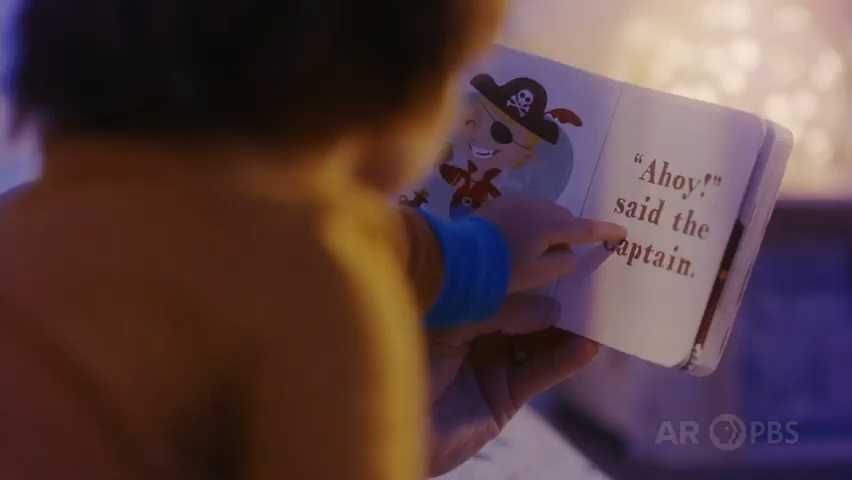 “Ahoy!”
said the
Captain.
AR PBS